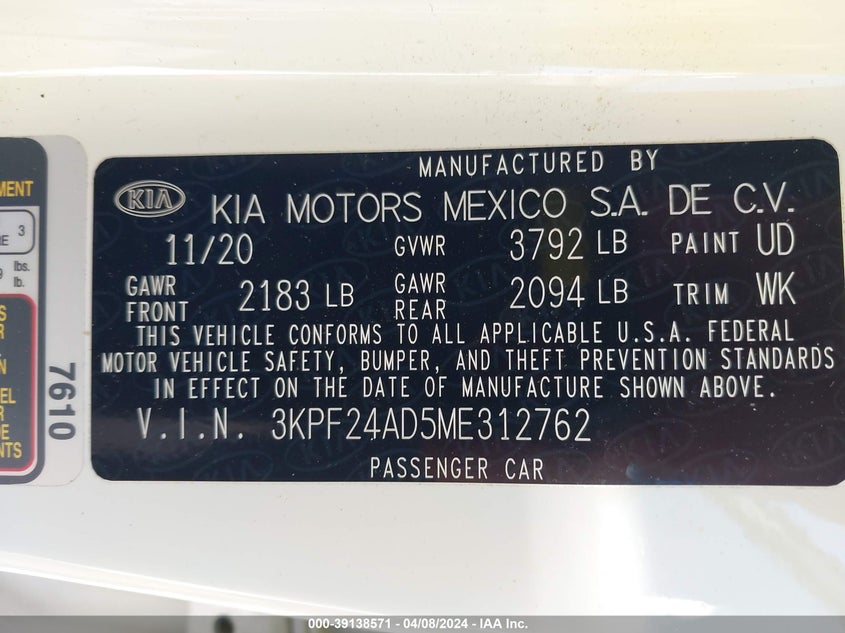 MANUFACTURED BY
KIA KIA MOTORS MEXICO S.A. DE C.V.
11/20 GVWR 3792 LB PAINT UD
GAWR FRONT 2183 LB GAWR REAR 2094 LB TRIM WK
THIS VEHICLE CONFORMS TO ALL APPLICABLE U.S.A. FEDERAL
MOTOR VEHICLE SAFETY, BUMPER, AND THEFT PREVENTION STANDARDS
IN EFFECT ON THE DATE OF MANUFACTURE SHOWN ABOVE.
V.I.N. 3KPF24AD5ME312762
PASSENGER CAR
7610
3
lbs.
lb.
000-39138571 - 04/08/2024 - IAA Inc.